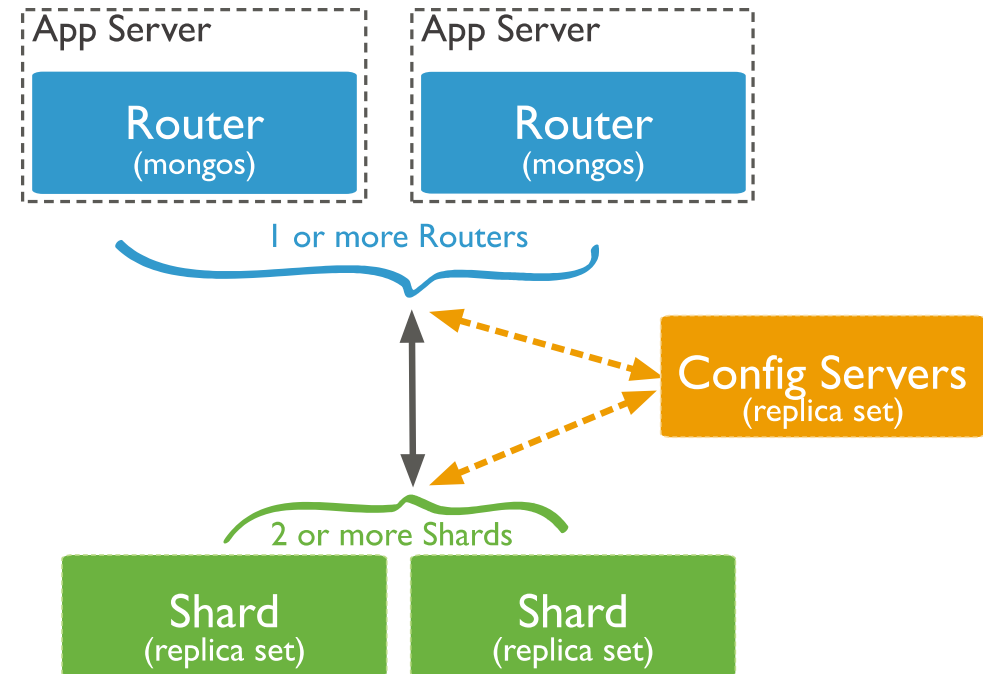 App Server
App Server
Router
(mongos)
Router
(mongos)
1 or more Routers
Config Servers
(replica set)
2 or more Shards
Shard
(replica set)
Shard
(replica set)